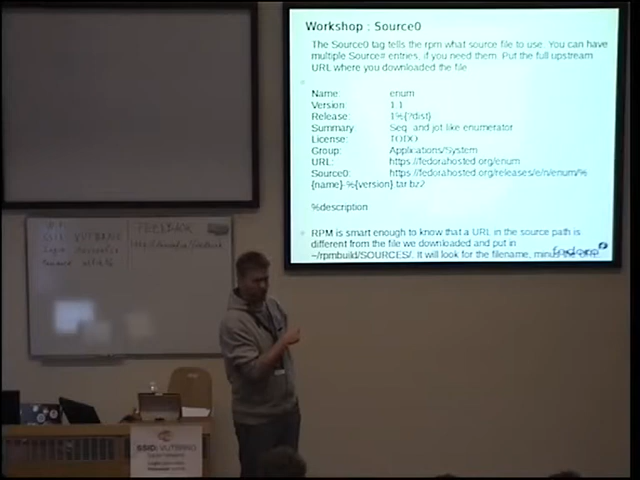 Workshop : Source0
The Source0 tag tells the rpm what source file to use. You can have
multiple Source# entries, if you need them. Put the full upstream
URL where you downloaded the file
Name: enum
Version: 1.1
Release: 1%{?dist}
Summary: Seq- and jot-like enumerator
License: TODO
Group: Applications/System
URL: https://fedorahosted.org/enum
Source0: https://fedorahosted.org/releases/e/n/enum/%
{name}-%{version}.tar.bz2
%description
RPM is smart enough to know that a URL in the source path is
different from the file we downloaded and put in
~/rpmbuild/SOURCES/. It will look for the filename, minus the
fedora
FEEDBACK
SSID: VUTBRNO
SSID: VUTBRNO